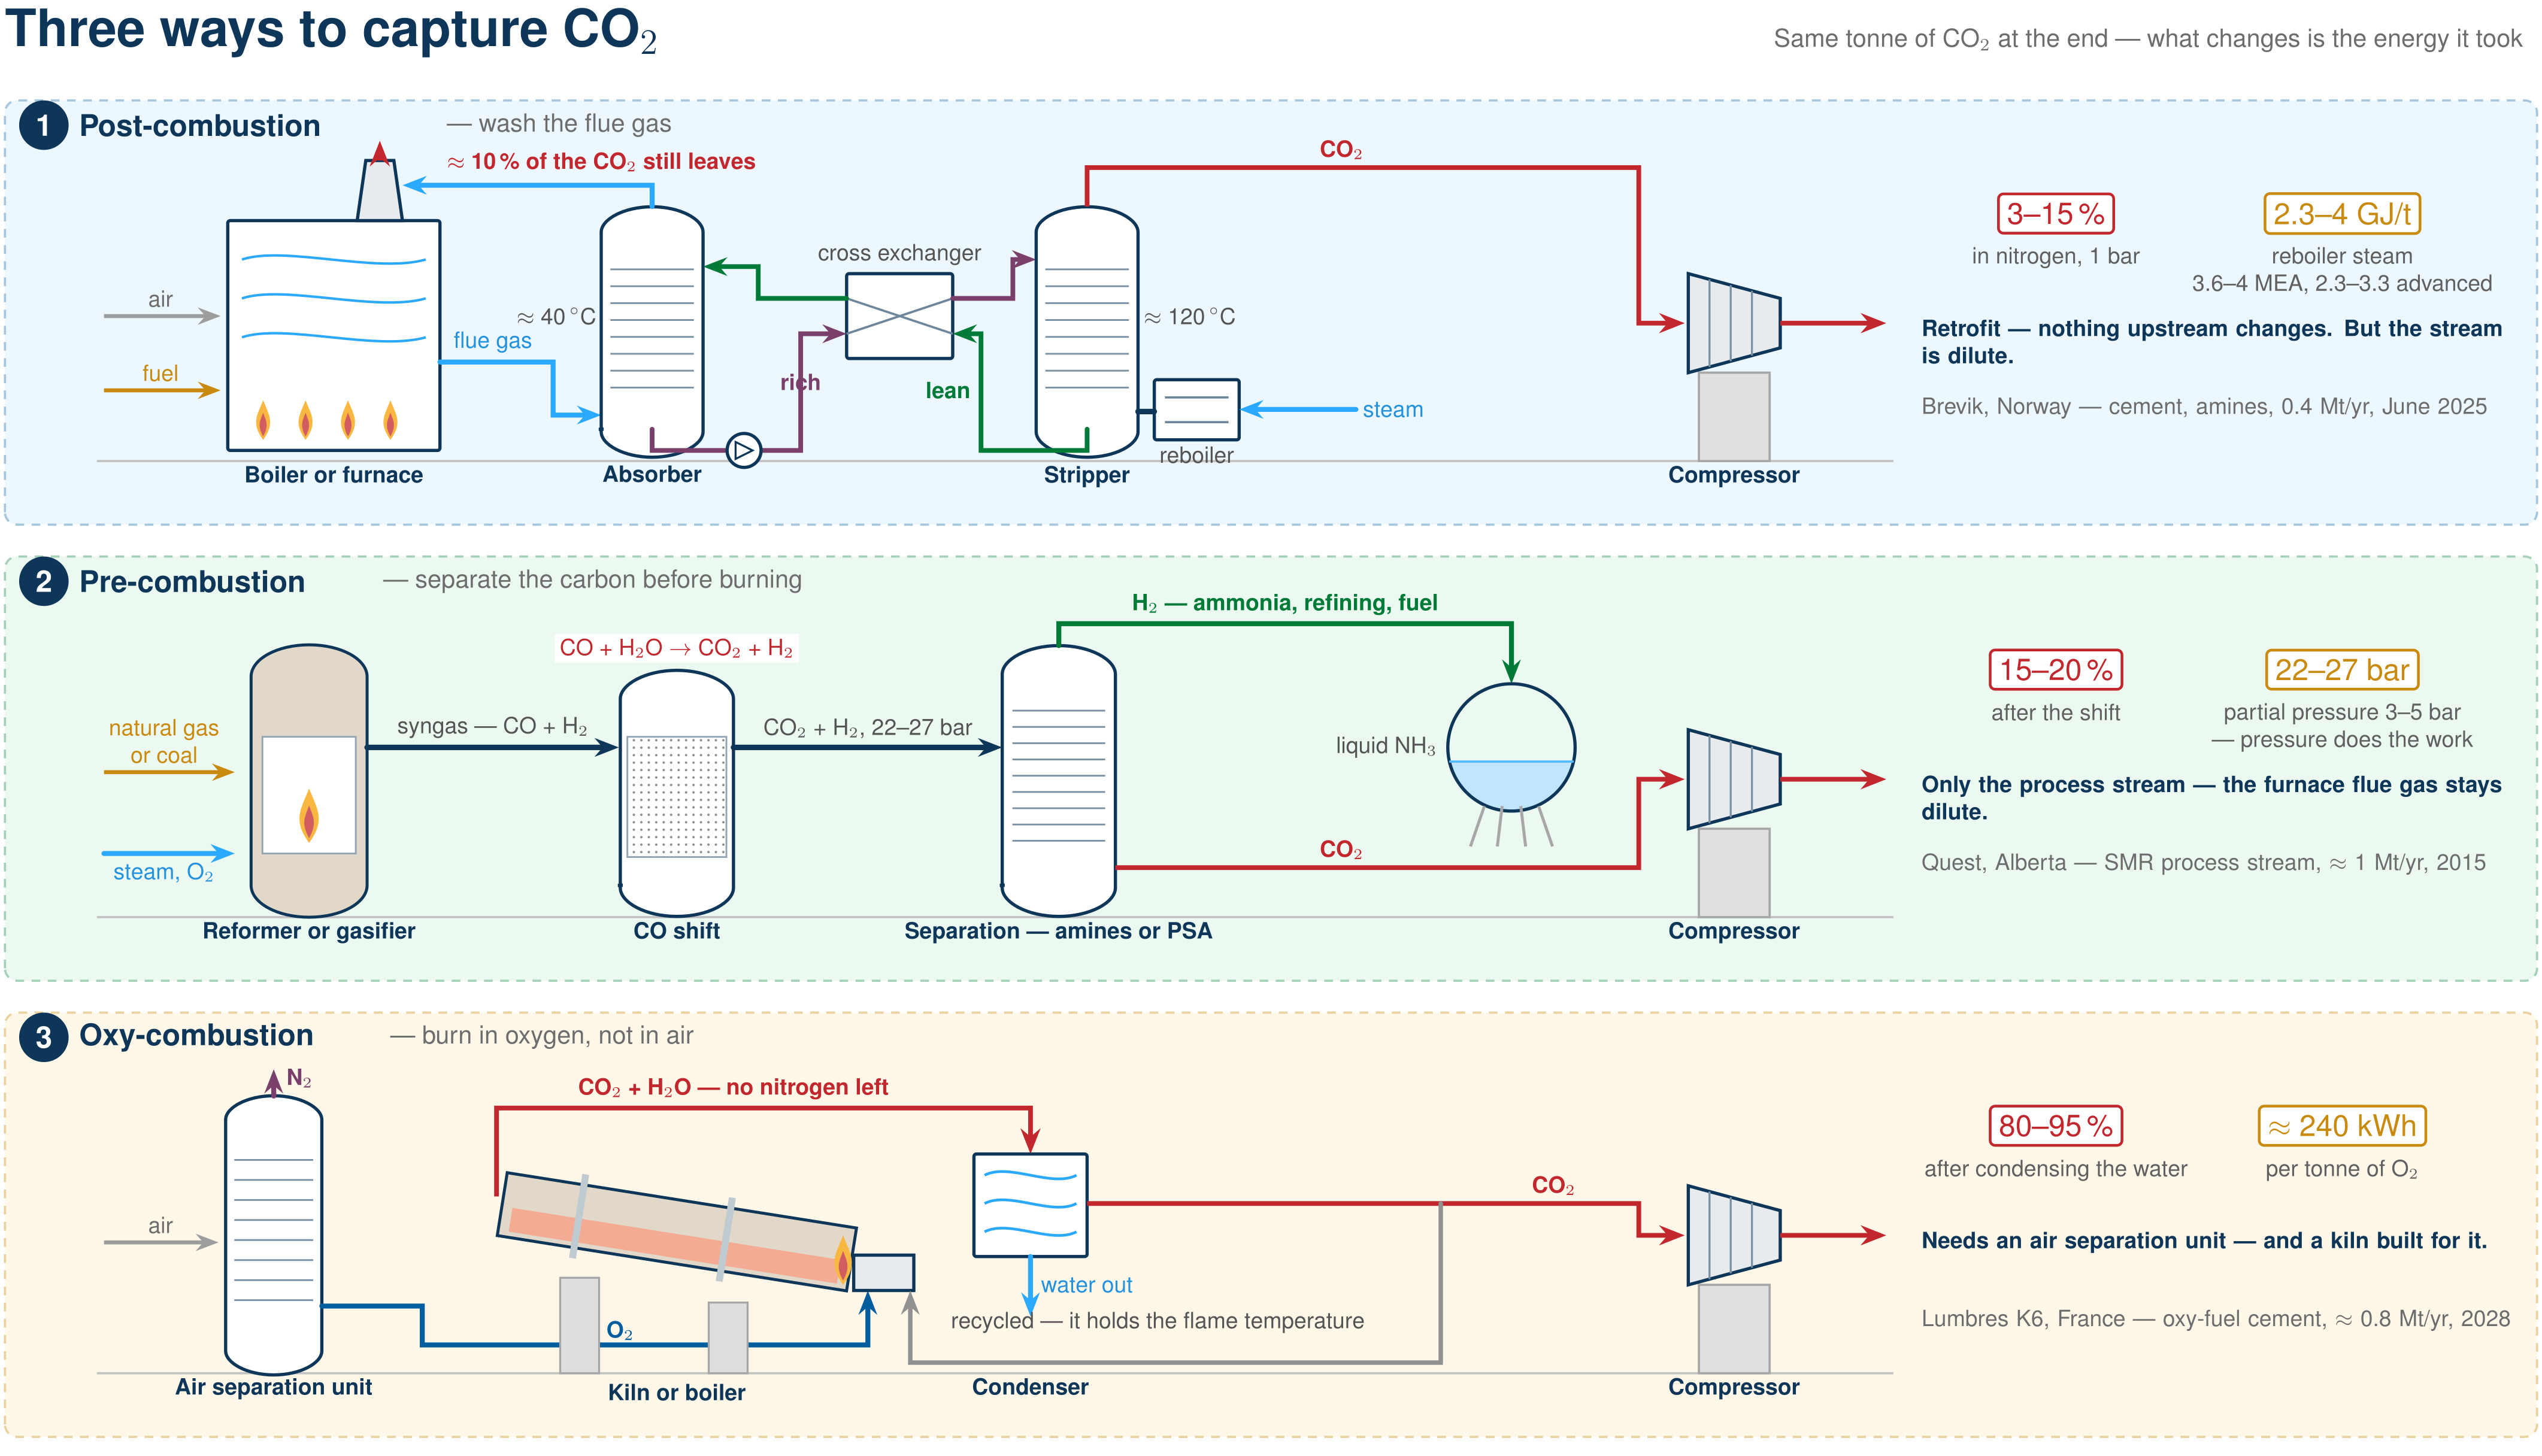 Three ways to capture CO₂
Same tonne of CO₂ at the end — what changes is the energy it took
1 Post-combustion — wash the flue gas
≈ 10 % of the CO₂ still leaves
CO₂
3–15 %
2.3–4 GJ/t
in nitrogen, 1 bar
reboiler steam
3.6–4 MEA, 2.3–3.3 advanced
cross exchanger
air
≈ 40 °C
≈ 120 °C
flue gas
fuel
rich
lean
steam
reboiler
Retrofit — nothing upstream changes. But the stream
is dilute.
Brevik, Norway — cement, amines, 0.4 Mt/yr, June 2025
Boiler or furnace
Absorber
Stripper
Compressor
2 Pre-combustion — separate the carbon before burning
H₂ — ammonia, refining, fuel
CO + H₂O → CO₂ + H₂
15–20 %
22–27 bar
after the shift
partial pressure 3–5 bar
— pressure does the work
natural gas
or coal
syngas — CO + H₂
CO₂ + H₂, 22–27 bar
liquid NH₃
steam, O₂
CO₂
Only the process stream — the furnace flue gas stays
dilute.
Quest, Alberta — SMR process stream, ≈ 1 Mt/yr, 2015
Reformer or gasifier
CO shift
Separation — amines or PSA
Compressor
3 Oxy-combustion — burn in oxygen, not in air
N₂
CO₂ + H₂O — no nitrogen left
80–95 %
≈ 240 kWh
after condensing the water
per tonne of O₂
air
CO₂
water out
recycled — it holds the flame temperature
O₂
Needs an air separation unit — and a kiln built for it.
Lumbres K6, France — oxy-fuel cement, ≈ 0.8 Mt/yr, 2028
Air separation unit
Kiln or boiler
Condenser
Compressor